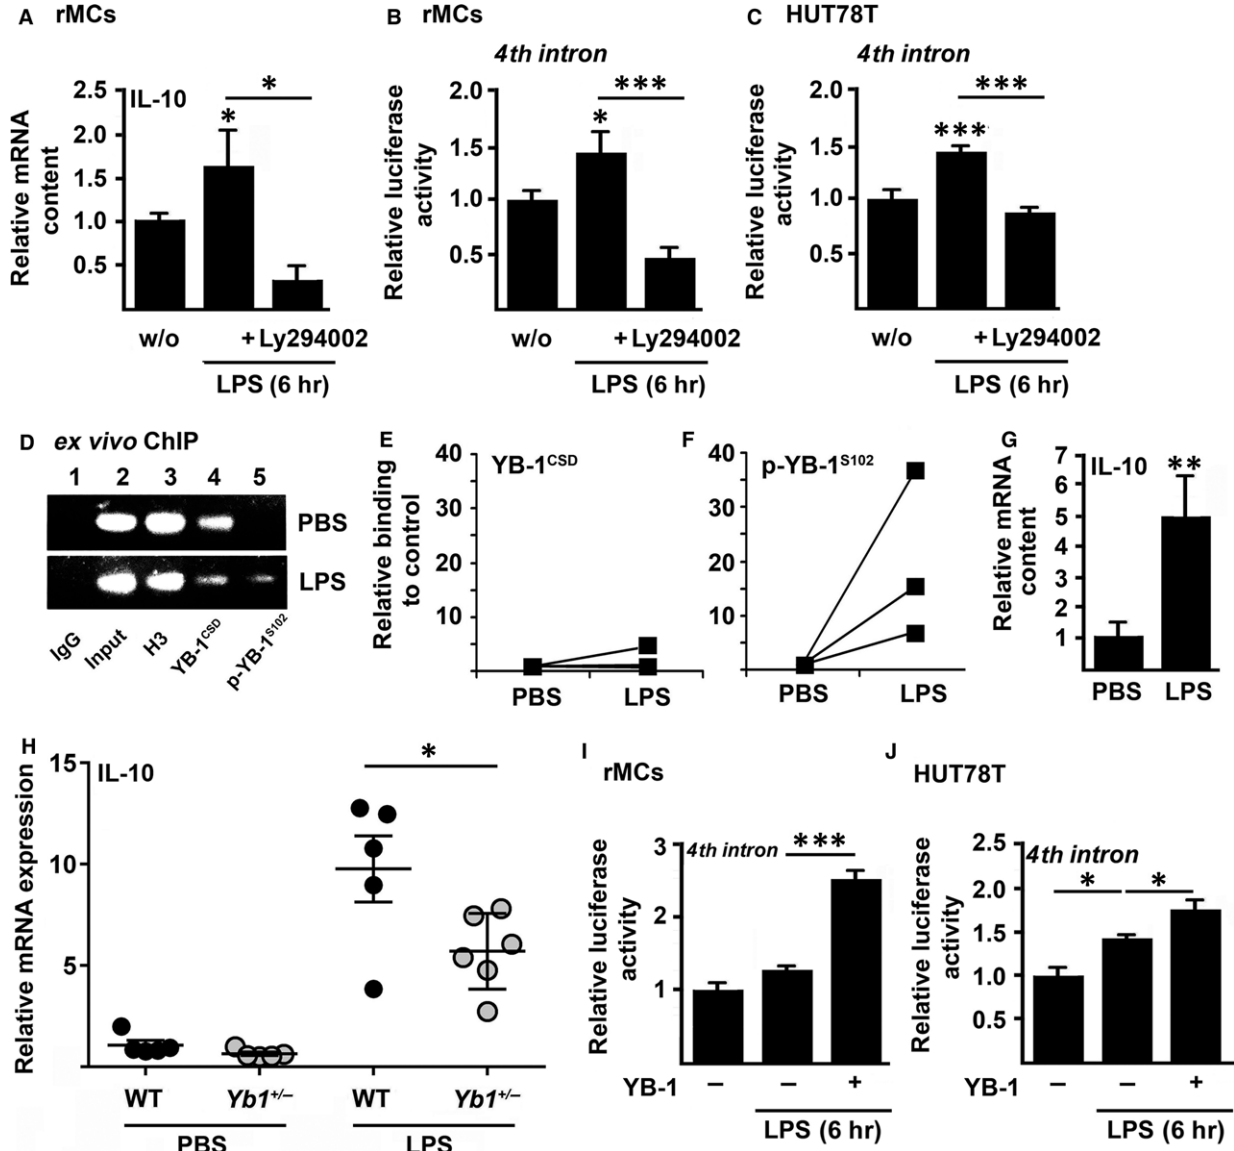 A rMCs
IL-10
Relative mRNA content
2.5
2.0
1.5
1.0
0.5
*
*
w/o
+ Ly294002
LPS (6 hr)
B rMCs
4th intron
Relative luciferase activity
2.0
1.5
1.0
0.5
*
***
w/o
+ Ly294002
LPS (6 hr)
C HUT78T
4th intron
Relative luciferase activity
2.0
1.5
1.0
0.5
***
***
w/o
+ Ly294002
LPS (6 hr)
D ex vivo ChIP
1 2 3 4 5
PBS
LPS
IgG
Input
H3
YB-1CSD
p-YB-1S102
E
YB-1CSD
Relative binding to control
40
30
20
10
PBS LPS
F
p-YB-1S102
40
30
20
10
PBS LPS
G
IL-10
Relative mRNA content
7
6
5
4
3
2
1
**
PBS LPS
H
IL-10
Relative mRNA expression
15
10
5
*
WT Yb1+/– WT Yb1+/–
PBS LPS
I rMCs
4th intron
Relative luciferase activity
3
2
1
***
YB-1 – – +
LPS (6 hr)
J HUT78T
4th intron
Relative luciferase activity
2.5
2.0
1.5
1.0
0.5
* *
– – +
LPS (6 hr)